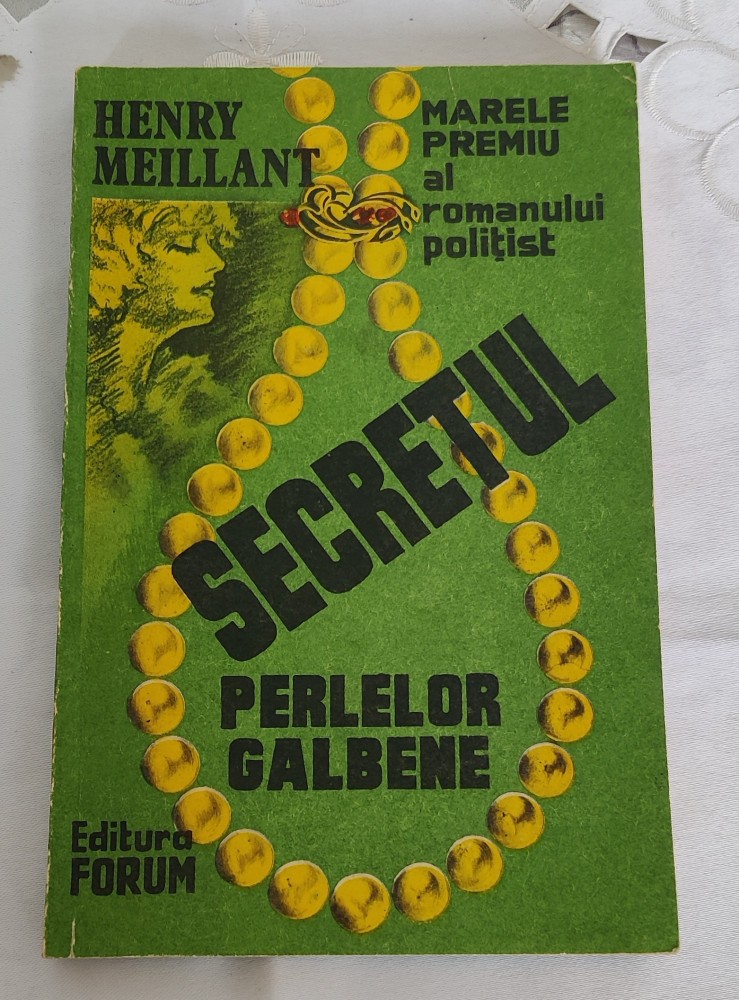 HENRY
MEILLANT
MARELE
PREMIU
al
romanului
polițist
SECRETUL
PERLELOR
GALBENE
Editura
FORUM